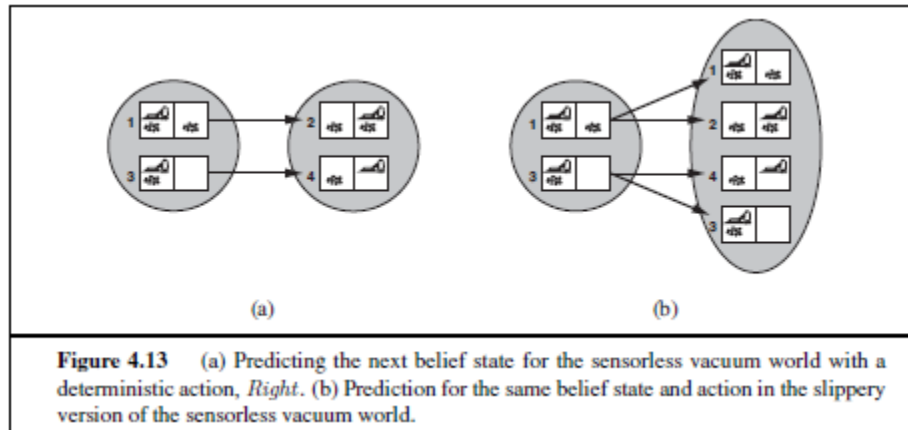 1
2
3
4
1
3
1
2
4
3
(a)
(b)
Figure 4.13 (a) Predicting the next belief state for the sensorless vacuum world with a
deterministic action, Right. (b) Prediction for the same belief state and action in the slippery
version of the sensorless vacuum world.